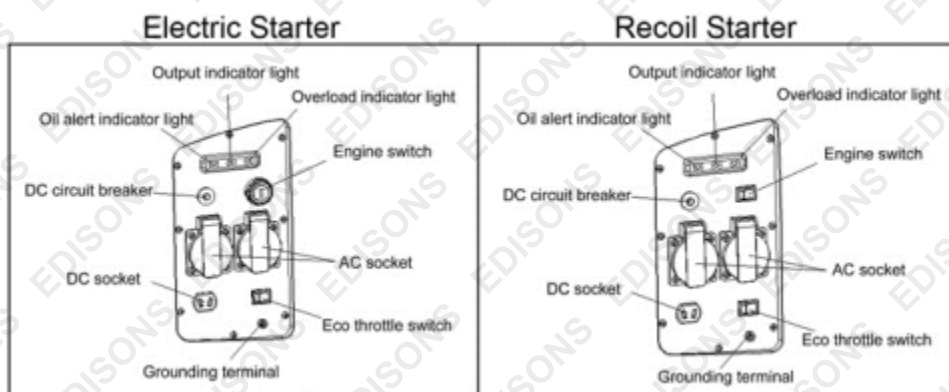 Electric Starter
Output indicator light
Overload indicator light
Oil alert indicator light
Engine switch
DC circuit breaker
AC socket
DC socket
Eco throttle switch
Grounding terminal
Recoil Starter
Output indicator light
Overload indicator light
Oil alert indicator light
Engine switch
DC circuit breaker
AC socket
DC socket
Eco throttle switch
Grounding terminal
EDISONS